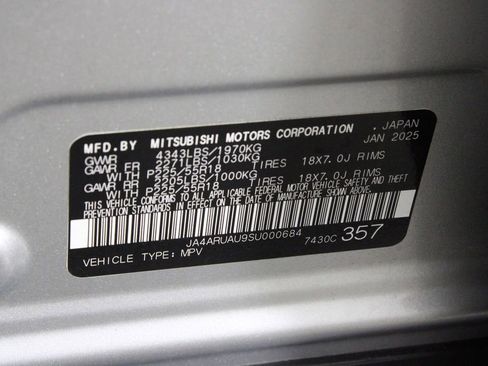 MFD.BY MITSUBISHI MOTORS CORPORATION , JAPAN
GVWR 4343LBS/1970KG JAN 2025
GAWR FR 2271LBS/1030KG
WITH P225/55R18 TIRES 18X7.0J RIMS
GAWR RR 2205LBS/1000KG
WITH P225/55R18 TIRES 18X7.0J RIMS
THIS VEHICLE CONFORMS TO ALL APPLICABLE
FEDERAL MOTOR VEHICLE SAFETY AND THEFT
PREVENTION STANDARDS IN EFFECT ON THE DATE
OF MANUFACTURE SHOWN ABOVE.
JA4ARUAU9SU000684 7430C 357
VEHICLE TYPE: MPV